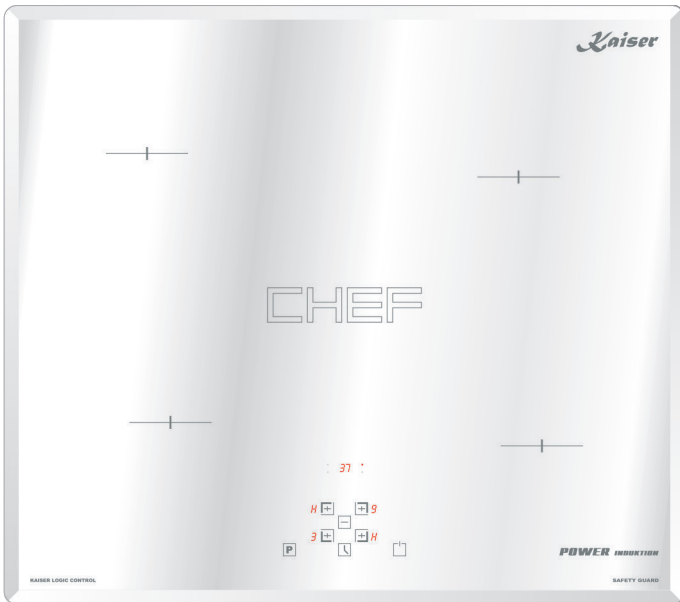 Kaiser
CHEF
37
H 9
3 H
P
POWER INDUKTION
KAISER LOGIC CONTROL
SAFETY GUARD